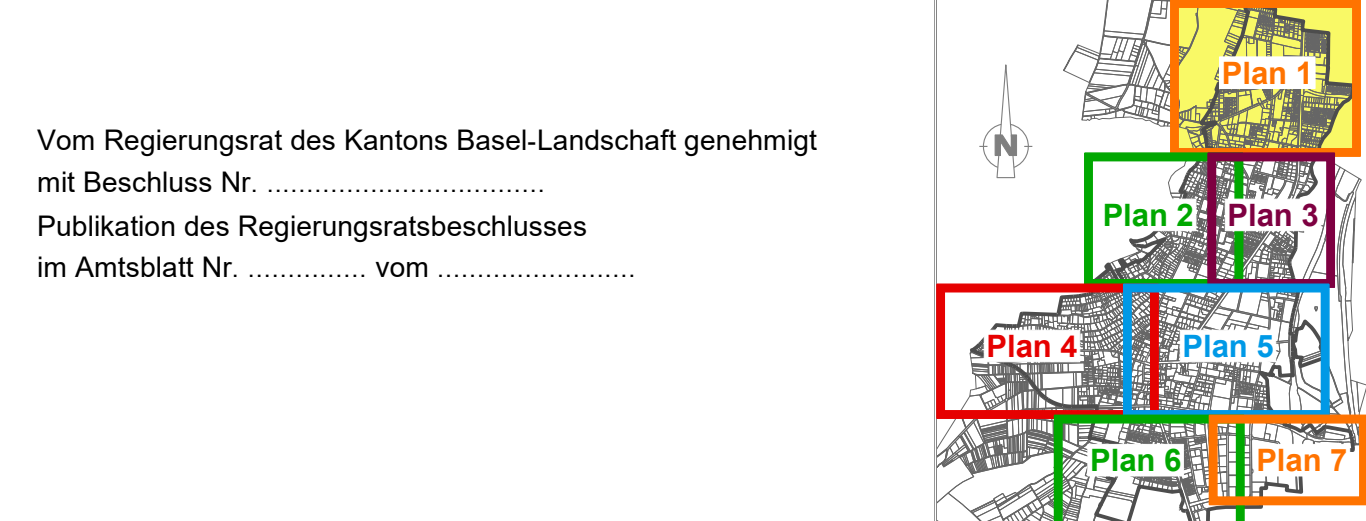 Vom Regierungsrat des Kantons Basel-Landschaft genehmigt
mit Beschluss Nr. ...................................
Publikation des Regierungsratsbeschlusses
im Amtsblatt Nr. ............... vom .........................
Plan 1
N
Plan 2
Plan 3
Plan 4
Plan 5
Plan 6
Plan 7